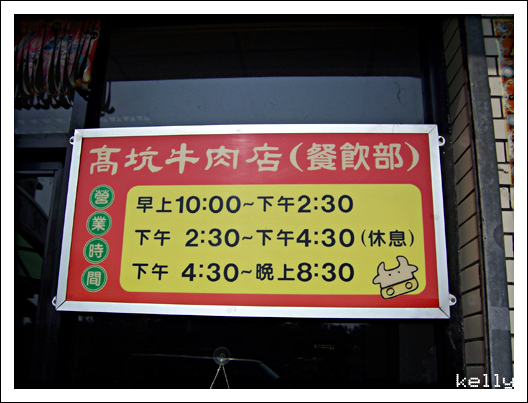 高坑牛肉店(餐飲部)
營業時間
早上10:00~下午2:30
下午 2:30~下午4:30(休息)
下午 4:30~晚上8:30
kelly